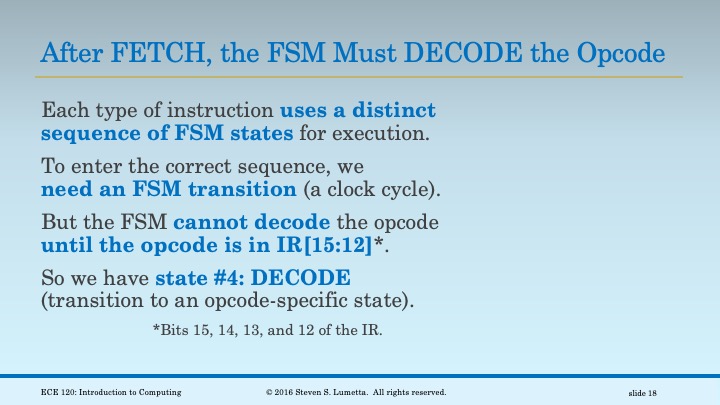 After FETCH, the FSM Must DECODE the Opcode
Each type of instruction uses a distinct
sequence of FSM states for execution.
To enter the correct sequence, we
need an FSM transition (a clock cycle).
But the FSM cannot decode the opcode
until the opcode is in IR[15:12]*.
So we have state #4: DECODE
(transition to an opcode-specific state).
*Bits 15, 14, 13, and 12 of the IR.
ECE 120: Introduction to Computing © 2016 Steven S. Lumetta. All rights reserved. slide 18